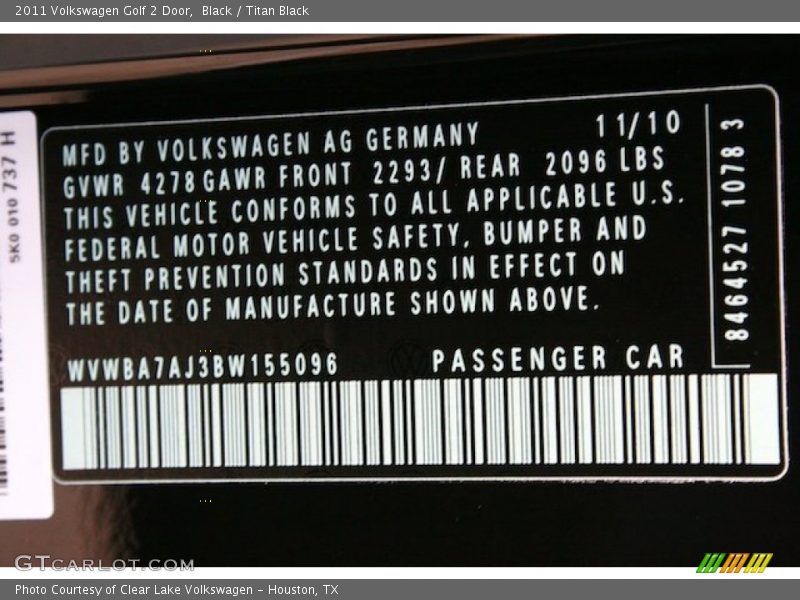 2011 Volkswagen Golf 2 Door, Black / Titan Black
5K0 010 737 H
MFD BY VOLKSWAGEN AG GERMANY 11/10
GVWR 4278 GAWR FRONT 2293/ REAR 2096 LBS
THIS VEHICLE CONFORMS TO ALL APPLICABLE U.S.
FEDERAL MOTOR VEHICLE SAFETY, BUMPER AND
THEFT PREVENTION STANDARDS IN EFFECT ON
THE DATE OF MANUFACTURE SHOWN ABOVE.
WVWBA7AJ3BW155096 PASSENGER CAR
8464527 1078 3
GTCARLOT.COM
Photo Courtesy of Clear Lake Volkswagen – Houston, TX